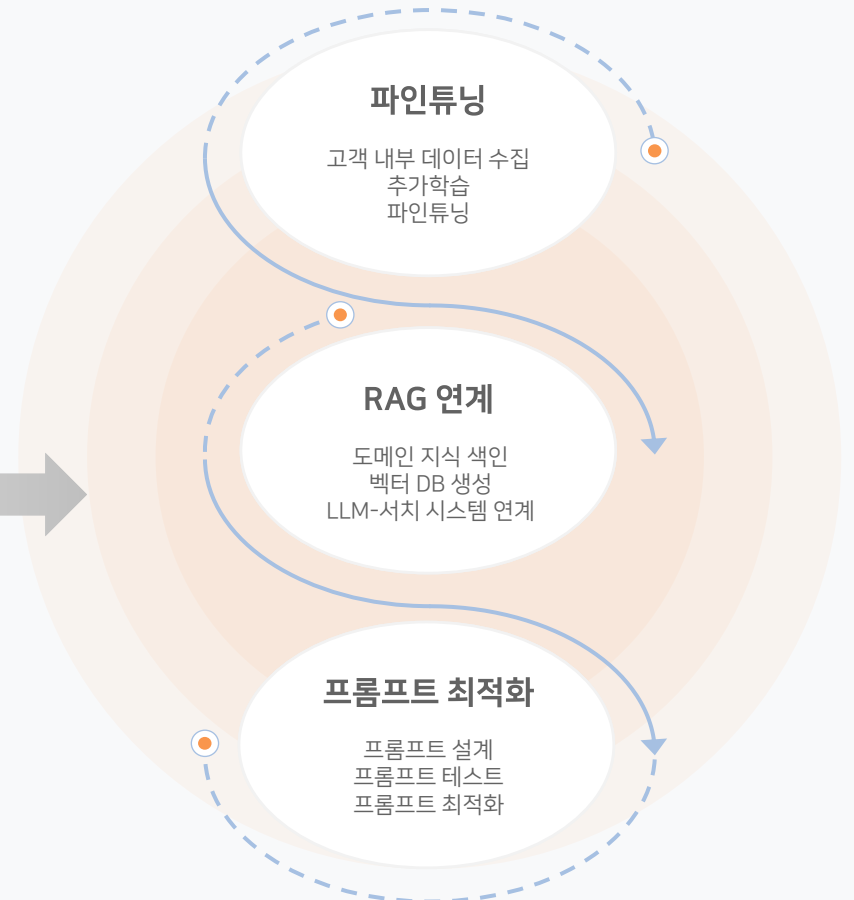 파인튜닝
고객 내부 데이터 수집
추가학습
파인튜닝
RAG 연계
도메인 지식 색인
벡터 DB 생성
LLM-서치 시스템 연계
프롬프트 최적화
프롬프트 설계
프롬프트 테스트
프롬프트 최적화